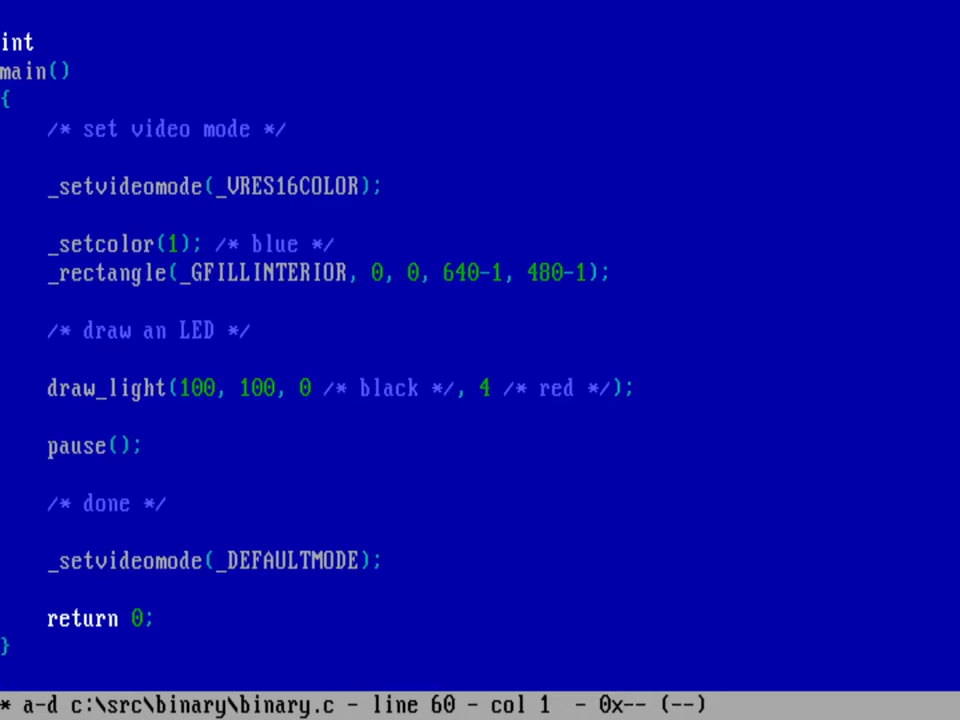 int
main()
{
    /* set video mode */
    _setvideomode(_VRES16COLOR);
    _setcolor(1); /* blue */
    _rectangle(_GFILLINTERIOR, 0, 0, 640-1, 480-1);
    /* draw an LED */
    draw_light(100, 100, 0 /* black */, 4 /* red */);
    pause();
    /* done */
    _setvideomode(_DEFAULTMODE);
    return 0;
}
* a-d c:\src\binary\binary.c - line 60 - col 1  - 0x-- (--)